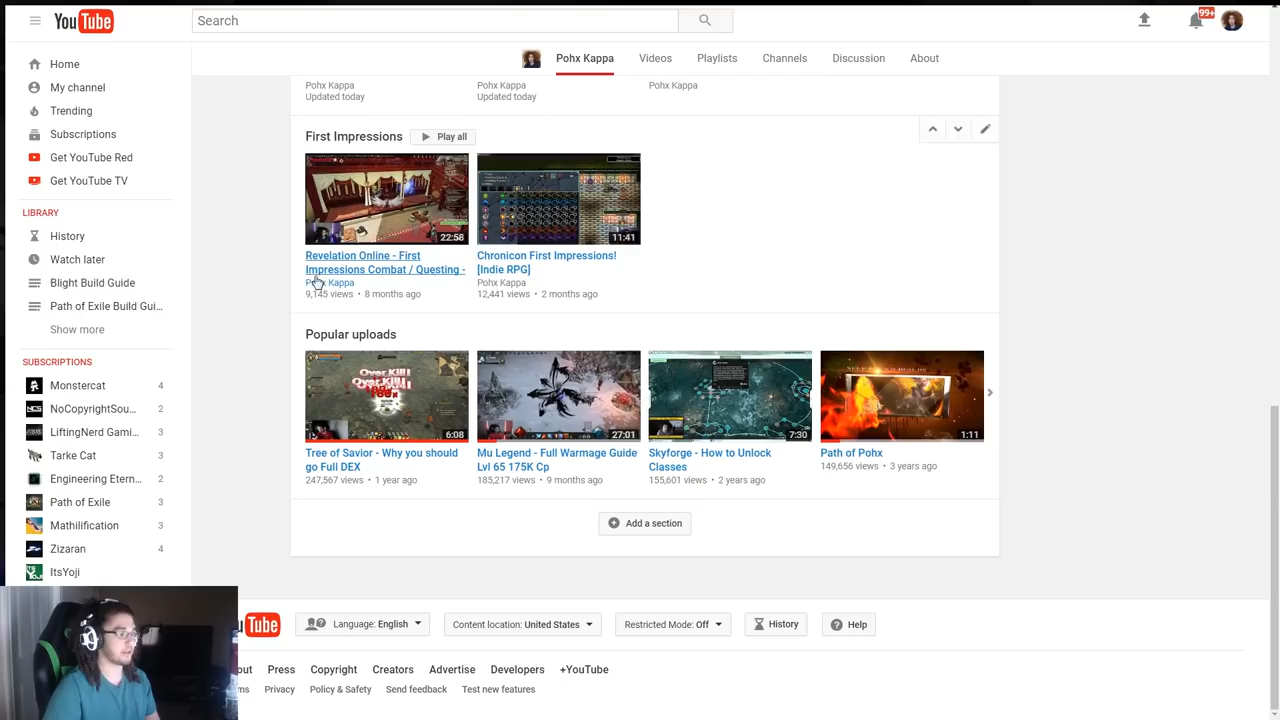 YouTube
Search
99+
Pohx Kappa Videos Playlists Channels Discussion About
Home
My channel
Trending
Subscriptions
Get YouTube Red
Get YouTube TV
LIBRARY
History
Watch later
Blight Build Guide
Path of Exile Build Gui...
Show more
SUBSCRIPTIONS
Monstercat 4
NoCopyrightSou... 2
LiftingNerd Gami... 3
Tarke Cat 3
Engineering Etern... 2
Path of Exile 3
Mathilification 3
Zizaran 4
ItsYoji
Pohx Kappa Pohx Kappa Pohx Kappa
Updated today Updated today
First Impressions Play all
22:58 11:41
Revelation Online - First
Impressions Combat / Questing -
Pohx Kappa
9,145 views • 8 months ago
Chronicon First Impressions!
[Indie RPG]
Pohx Kappa
12,441 views • 2 months ago
Popular uploads
OVERKILL
6:08 27:01 7:30 1:11
Tree of Savior - Why you should
go Full DEX
247,567 views • 1 year ago
Mu Legend - Full Warmage Guide
Lvl 65 175K Cp
185,217 views • 9 months ago
Skyforge - How to Unlock
Classes
155,601 views • 2 years ago
Path of Pohx
149,656 views • 3 years ago
Add a section
Language: English Content location: United States Restricted Mode: Off History Help
out Press Copyright Creators Advertise Developers +YouTube
ms Privacy Policy & Safety Send feedback Test new features